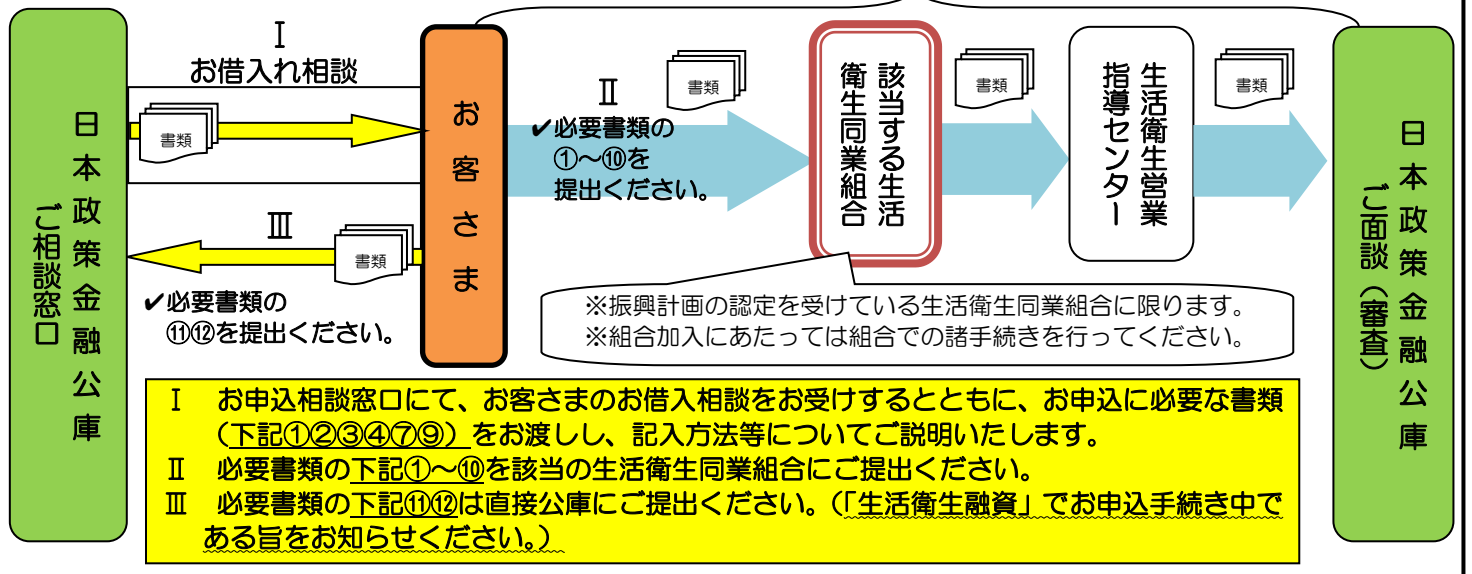 日本政策金融公庫
ご相談窓口
Ⅰ
お借入れ相談
書類
Ⅲ
書類
✔必要書類の
⑪⑫を提出ください。
お客さま
Ⅱ
✔必要書類の
①～⑩を
提出ください。
書類
該当する生活
衛生同業組合
書類
生活衛生営業
指導センター
書類
日本政策金融公庫
ご面談（審査）
※振興計画の認定を受けている生活衛生同業組合に限ります。
※組合加入にあたっては組合での諸手続きを行ってください。
Ⅰ　お申込相談窓口にて、お客さまのお借入相談をお受けするとともに、お申込に必要な書類
（下記①②③④⑦⑨）をお渡しし、記入方法等についてご説明いたします。
Ⅱ　必要書類の下記①～⑩を該当の生活衛生同業組合にご提出ください。
Ⅲ　必要書類の下記⑪⑫は直接公庫にご提出ください。（「生活衛生融資」でお申込手続き中で
ある旨をお知らせください。）